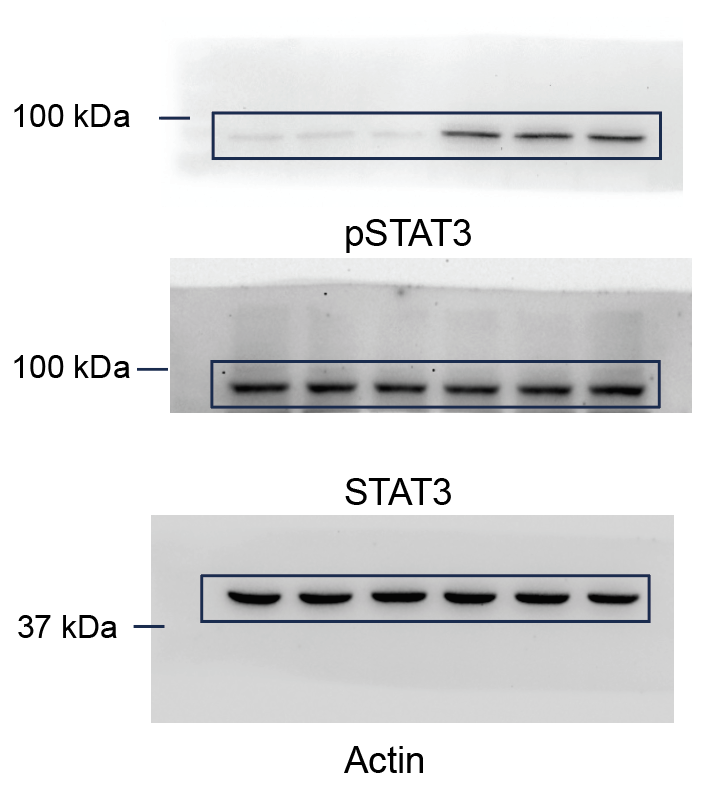 100 kDa
pSTAT3
100 kDa
STAT3
37 kDa
Actin